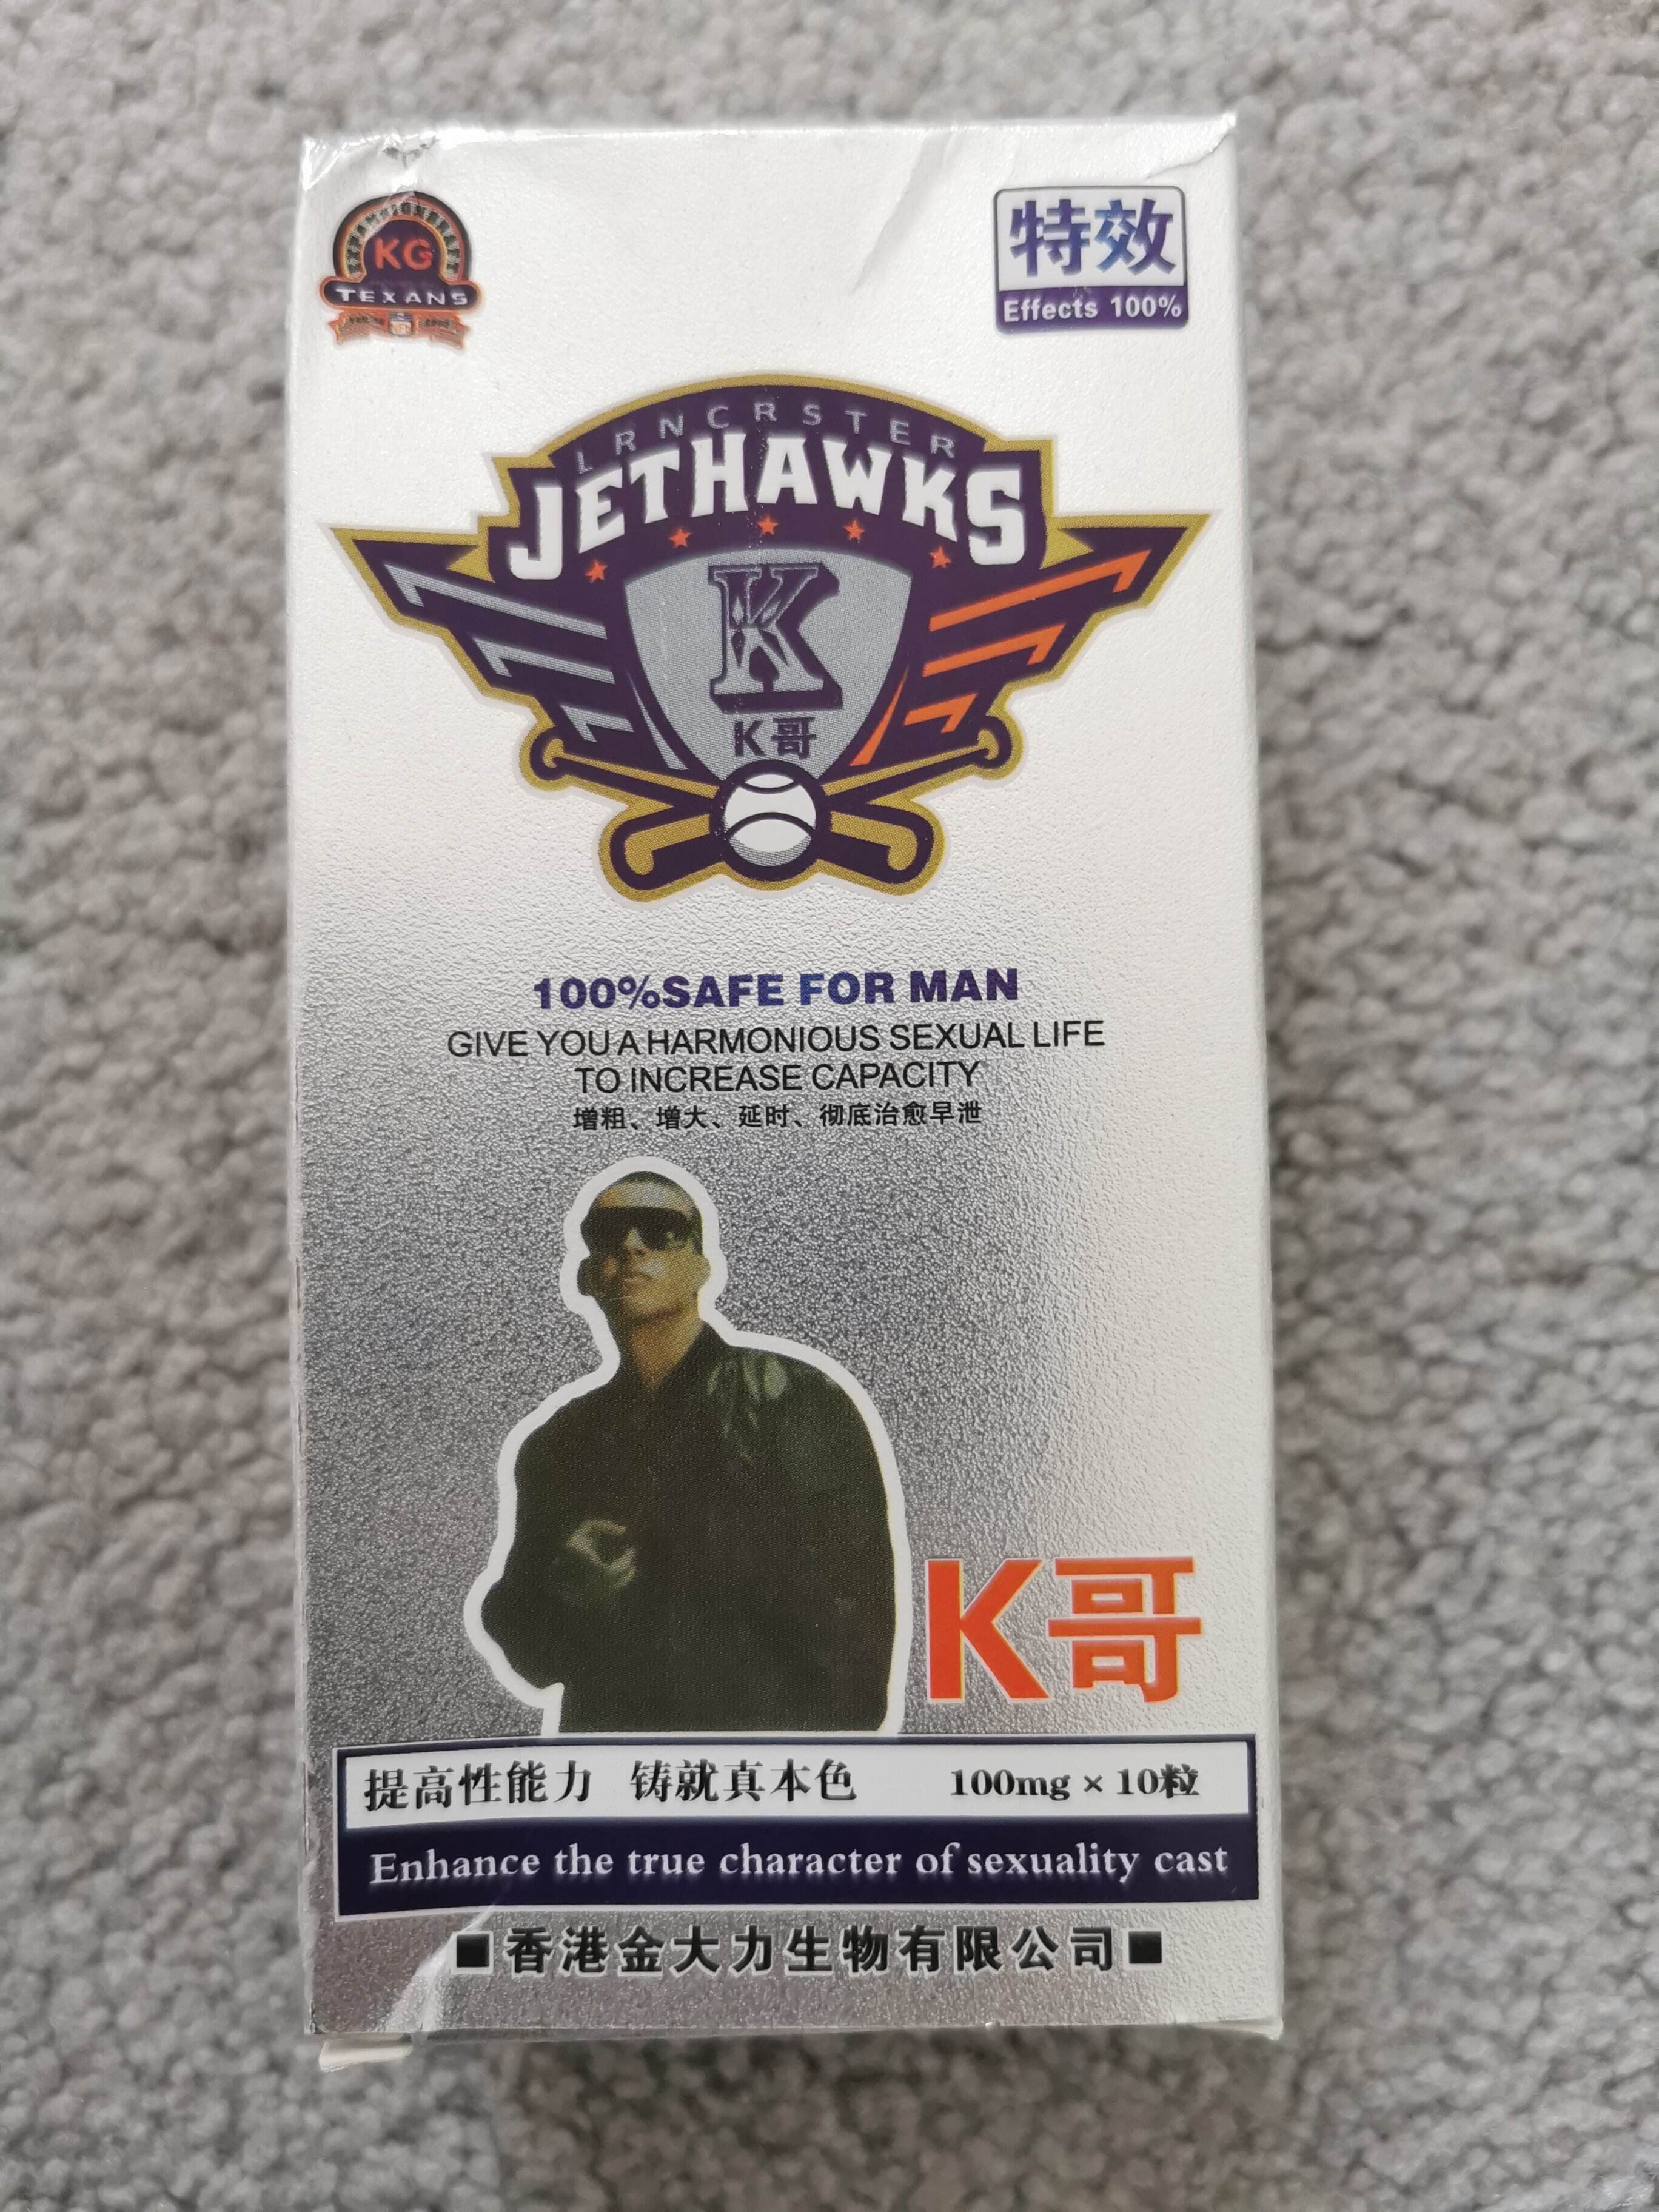 KG
TEXANS
特效
Effects 100%
LRNCRSTER
JETHAWKS
K
K哥
100%SAFE FOR MAN
GIVE YOU A HARMONIOUS SEXUAL LIFE
TO INCREASE CAPACITY
增粗、增大、延时、彻底治愈早泄
K哥
提高性能力 铸就真本色 100mg × 10粒
Enhance the true character of sexuality cast
■香港金大力生物有限公司■